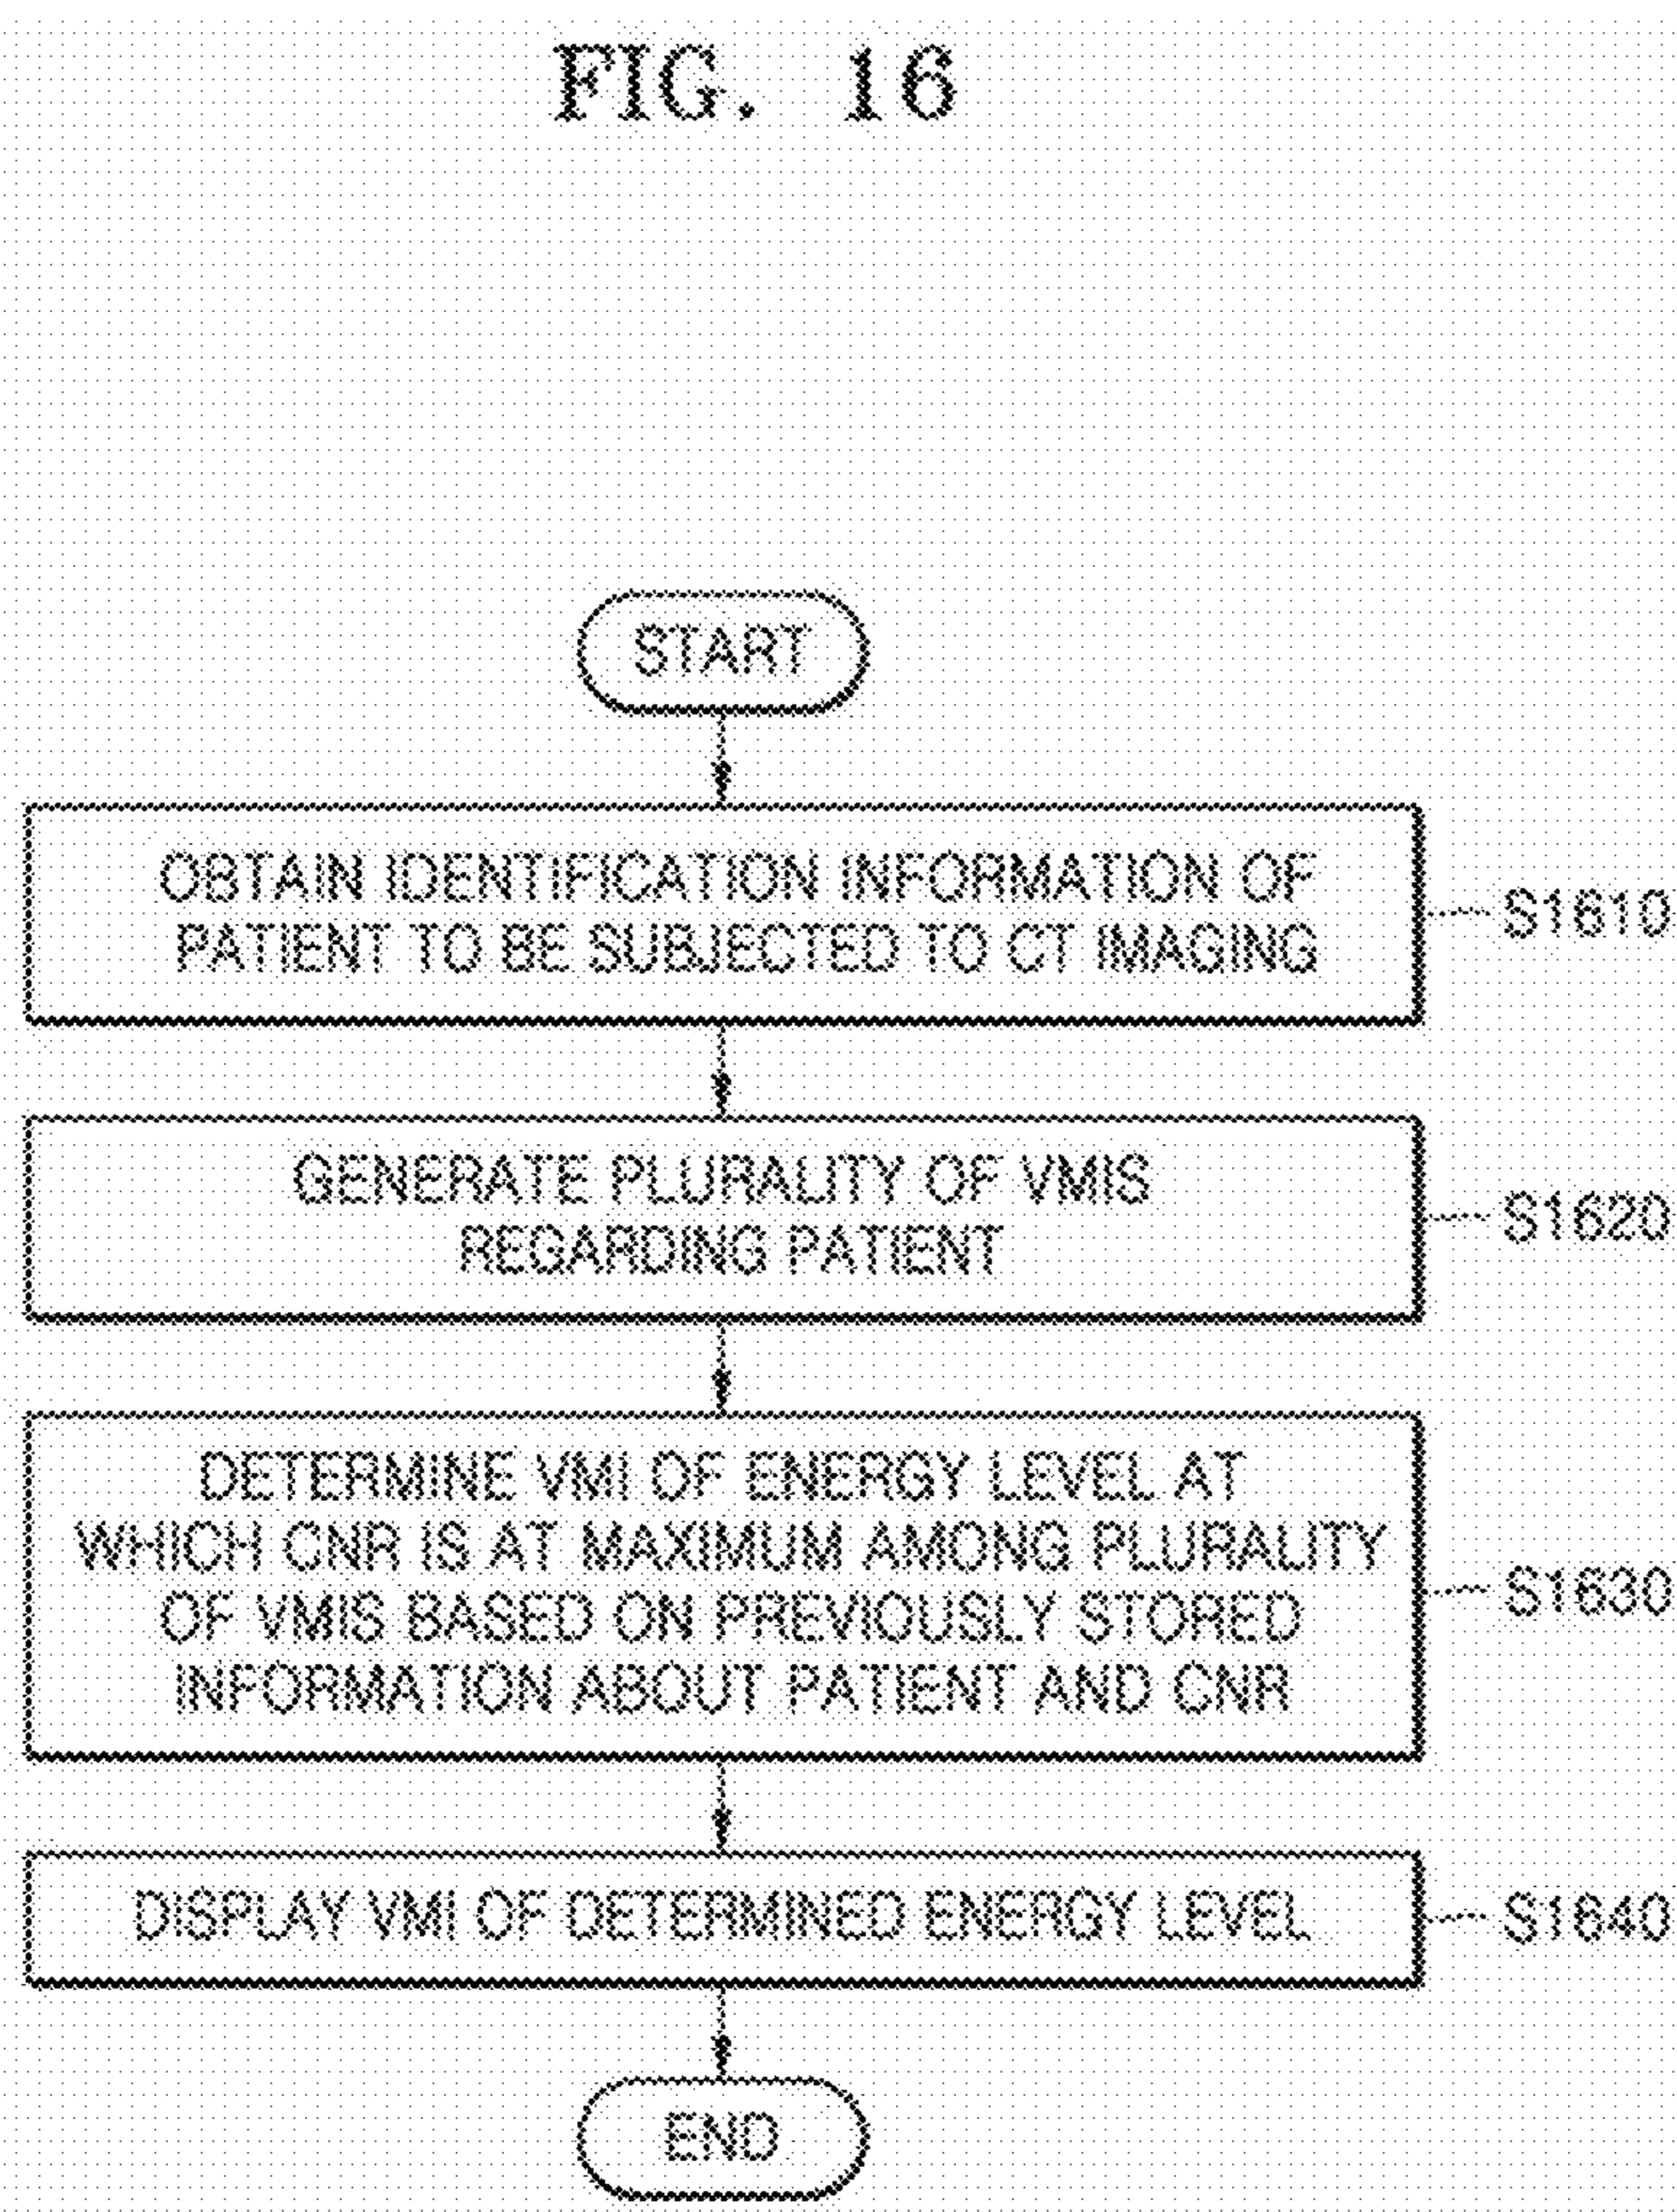 FIG. 16
START
OBTAIN IDENTIFICATION INFORMATION OF
PATIENT TO BE SUBJECTED TO CT IMAGING
S1610
GENERATE PLURALITY OF VMIS
REGARDING PATIENT
S1620
DETERMINE VMI OF ENERGY LEVEL AT
WHICH CNR IS AT MAXIMUM AMONG PLURALITY
OF VMIS BASED ON PREVIOUSLY STORED
INFORMATION ABOUT PATIENT AND CNR
S1630
DISPLAY VMI OF DETERMINED ENERGY LEVEL
S1640
END